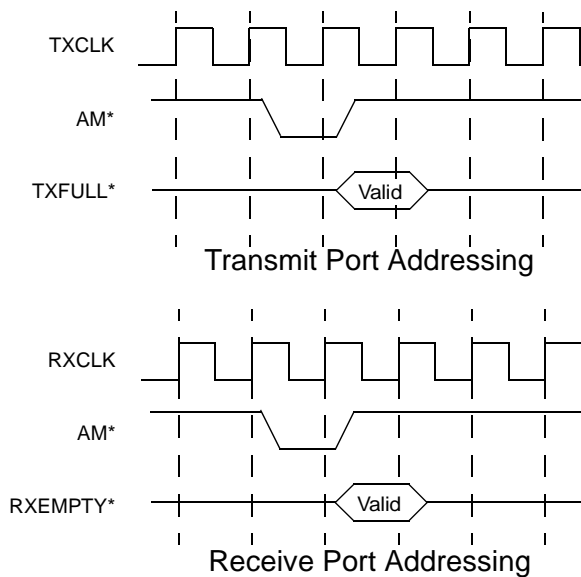 TXCLK
AM*
TXFULL*
Valid
Transmit Port Addressing
RXCLK
AM*
RXEMPTY*
Valid
Receive Port Addressing